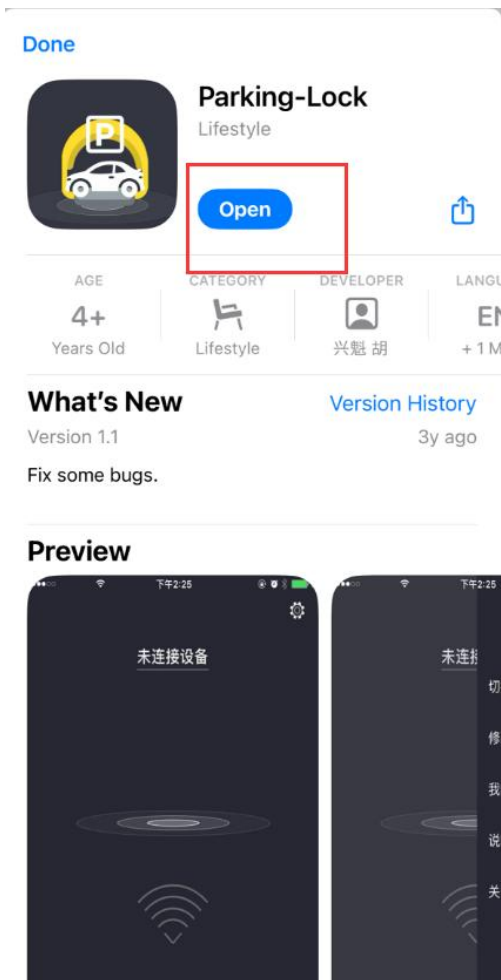 Done
P
Parking-Lock
Lifestyle
Open
AGE
CATEGORY
DEVELOPER
LANGU
4+
EN
Years Old
Lifestyle
兴魁 胡
+ 1 M
What's New
Version History
Version 1.1
3y ago
Fix some bugs.
Preview
下午2:25
下午2:25
未连接设备
未连接
切
修
我
说
关